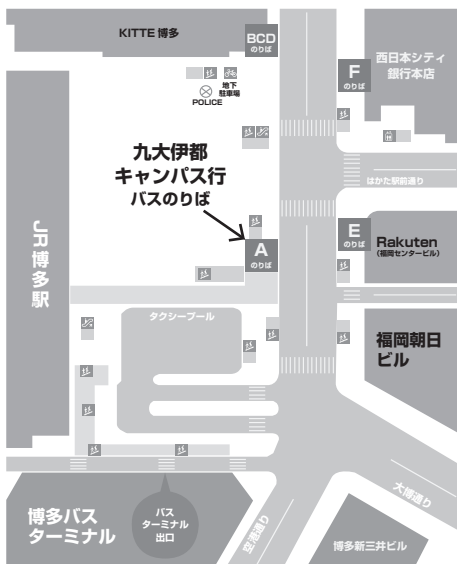 KITTE 博多
BCD
のりば
西日本シティ
銀行本店
F
のりば
地下
駐車場
POLICE
はかた駅前通り
九大伊都
キャンパス行
バスのりば
A
のりば
E
のりば
Rakuten
(福岡センタービル)
JR博多駅
タクシープール
福岡朝日
ビル
博多バス
ターミナル
バス
ターミナル
出口
空港通り
大博通り
博多新三井ビル